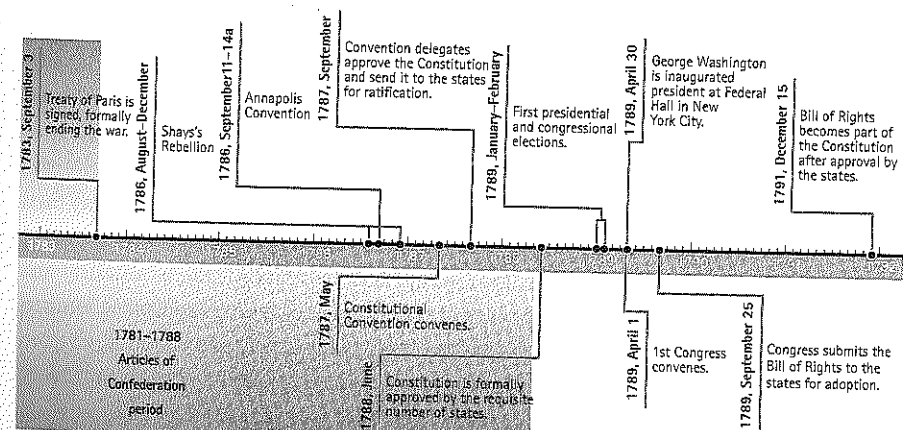 1783, September 3
Treaty of Paris is
signed, formally
ending the war.
1786, August–December
Shays's
Rebellion
1786, September11–14a
Annapolis
Convention
1787, September
Convention delegates
approve the Constitution
and send it to the states
for ratification.
1789, January–February
First presidential
and congressional
elections.
1789, April 30
George Washington
is inaugurated
president at Federal
Hall in New
York City.
1791, December 15
Bill of Rights
becomes part of
the Constitution
after approval by
the states.
1781–1788
Articles of
Confederation
period
1787, May
Constitutional
Convention convenes.
1788, June
Constitution is formally
approved by the requisite
number of states.
1789, April 1
1st Congress
convenes.
1789, September 25
Congress submits the
Bill of Rights to the
states for adoption.